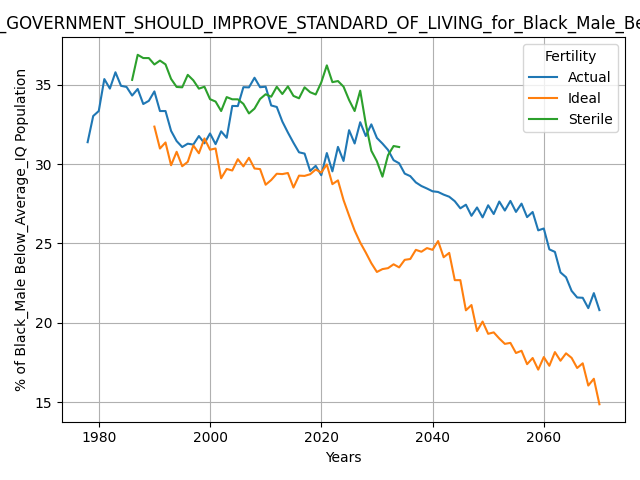 _GOVERNMENT_SHOULD_IMPROVE_STANDARD_OF_LIVING_for_Black_Male_Be
% of Black_Male Below_Average_IQ Population
35
30
25
20
15
Fertility
Actual
Ideal
Sterile
1980
2000
2020
2040
2060
Years